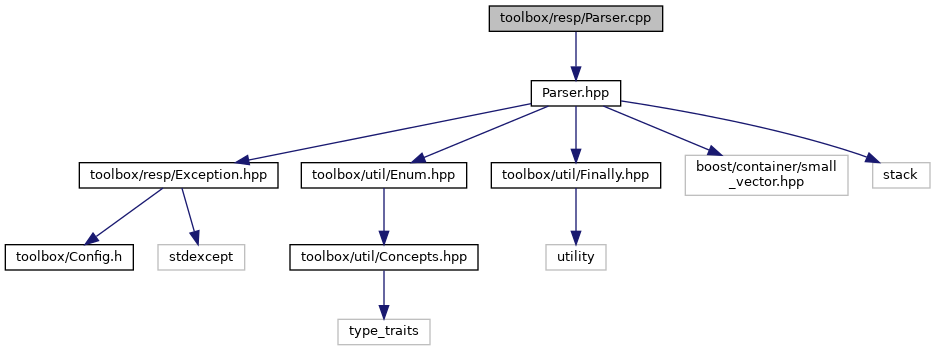 toolbox/resp/Parser.cpp
Parser.hpp
toolbox/resp/Exception.hpp
toolbox/util/Enum.hpp
toolbox/util/Finally.hpp
boost/container/small
_vector.hpp
stack
toolbox/Config.h
stdexcept
toolbox/util/Concepts.hpp
utility
type_traits